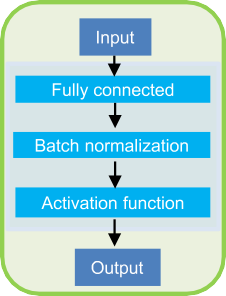 Input
Fully connected
Batch normalization
Activation function
Output